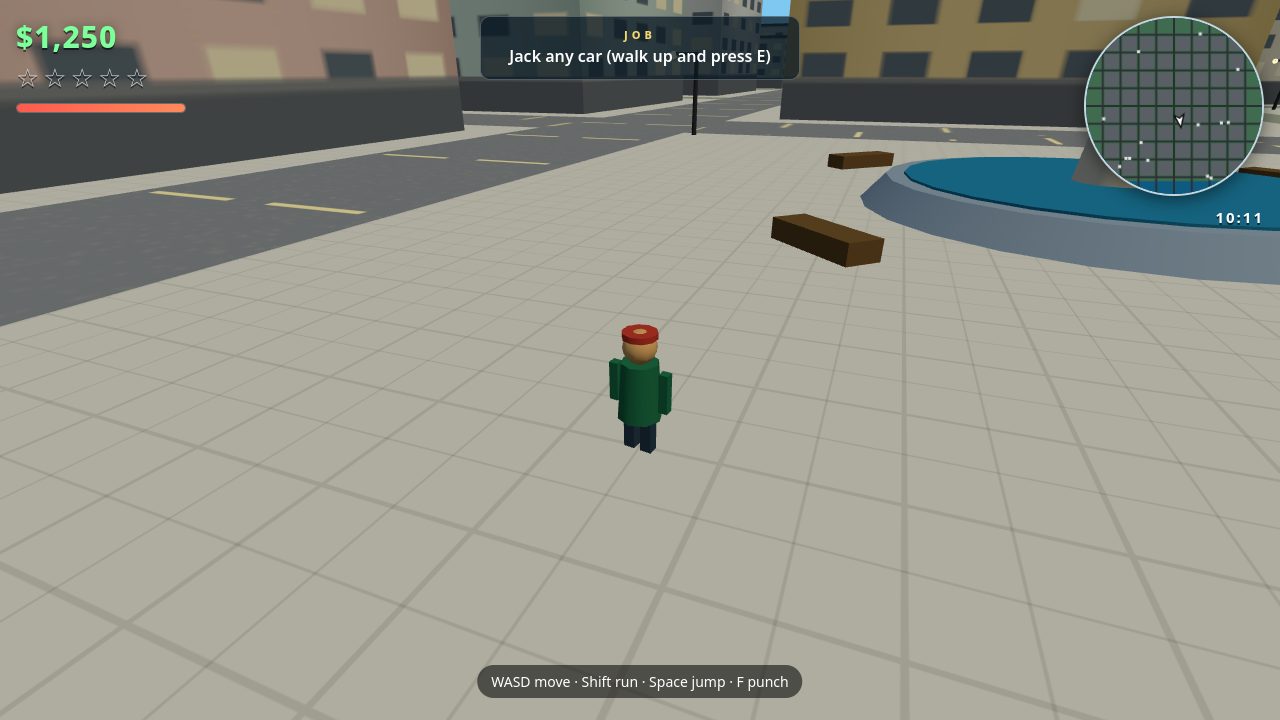 $1,250
JOB
Jack any car (walk up and press E)
10:11
WASD move · Shift run · Space jump · F punch